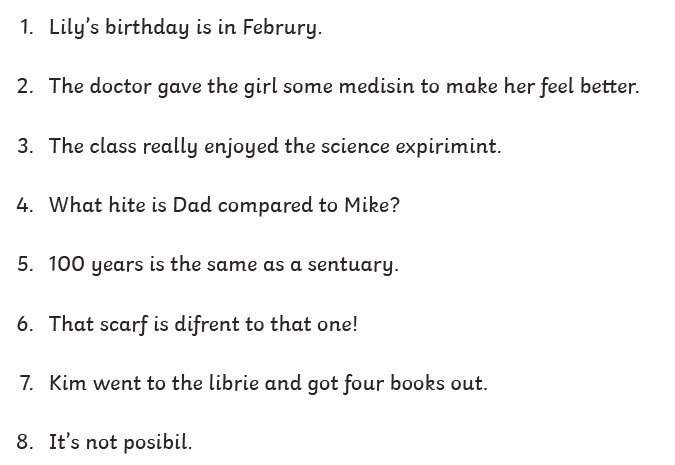 1. Lily's birthday is in Februry.
2. The doctor gave the girl some medisin to make her feel better.
3. The class really enjoyed the science expirimint.
4. What hite is Dad compared to Mike?
5. 100 years is the same as a sentuary.
6. That scarf is difrent to that one!
7. Kim went to the librie and got four books out.
8. It's not posibil.